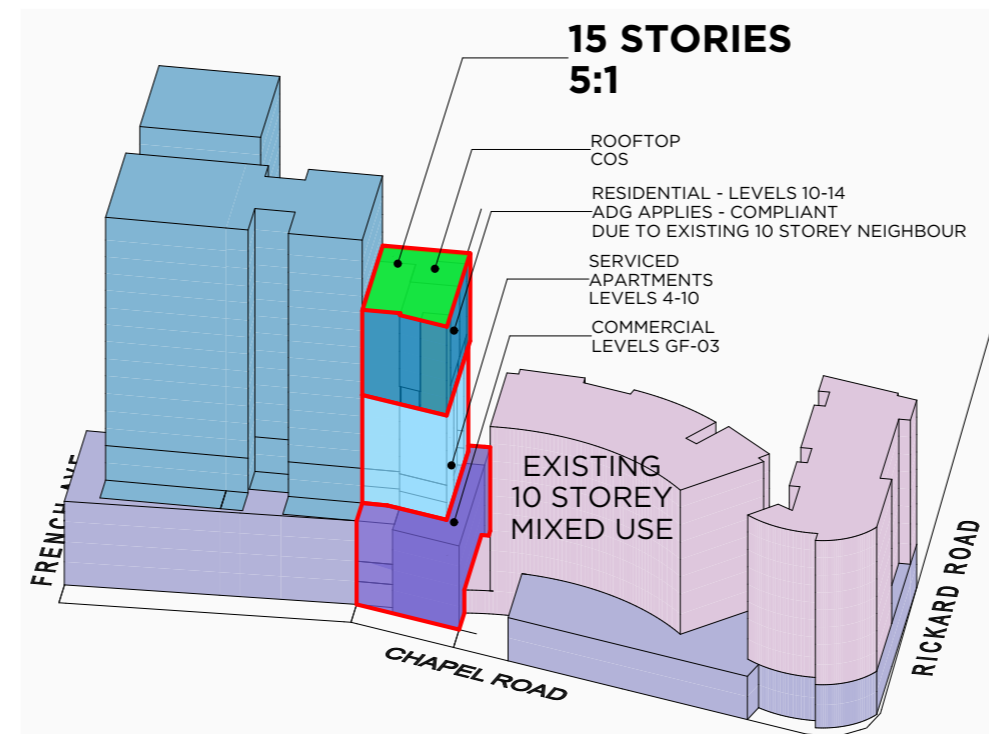 15 STORIES
5:1
ROOFTOP
COS
RESIDENTIAL - LEVELS 10-14
ADG APPLIES - COMPLIANT
DUE TO EXISTING 10 STOREY NEIGHBOUR
SERVICED
APARTMENTS
LEVELS 4-10
COMMERCIAL
LEVELS GF-03
EXISTING
10 STOREY
MIXED USE
FRENCH AVE
CHAPEL ROAD
RICKARD ROAD